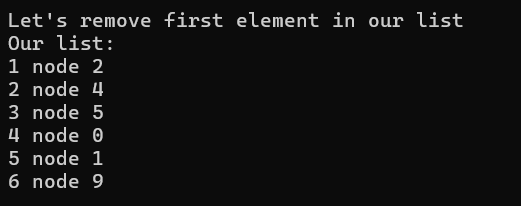 Let's remove first element in our list
Our list:
1 node 2
2 node 4
3 node 5
4 node 0
5 node 1
6 node 9